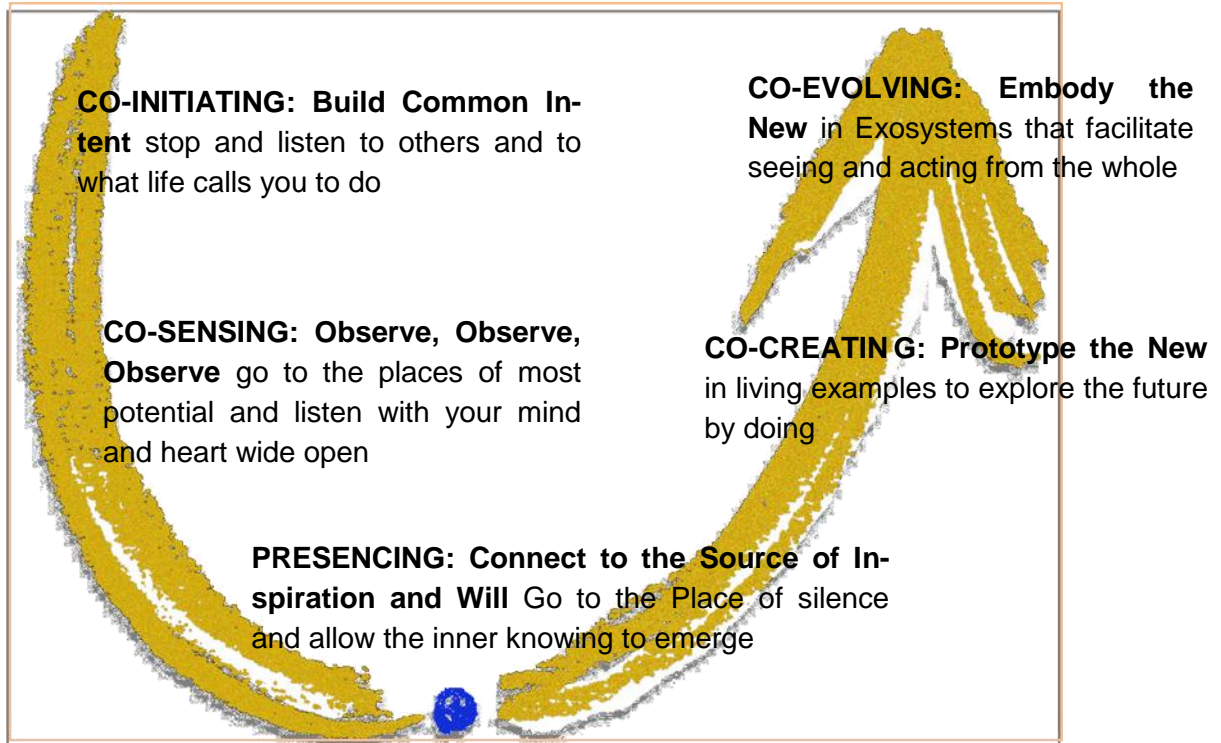 CO-INITIATING: Build Common In-
tent stop and listen to others and to
what life calls you to do
CO-SENSING: Observe, Observe,
Observe go to the places of most
potential and listen with your mind
and heart wide open
PRESENCING: Connect to the Source of In-
spiration and Will Go to the Place of silence
and allow the inner knowing to emerge
CO-CREATIN G: Prototype the New
in living examples to explore the future
by doing
CO-EVOLVING: Embody the
New in Exosystems that facilitate
seeing and acting from the whole